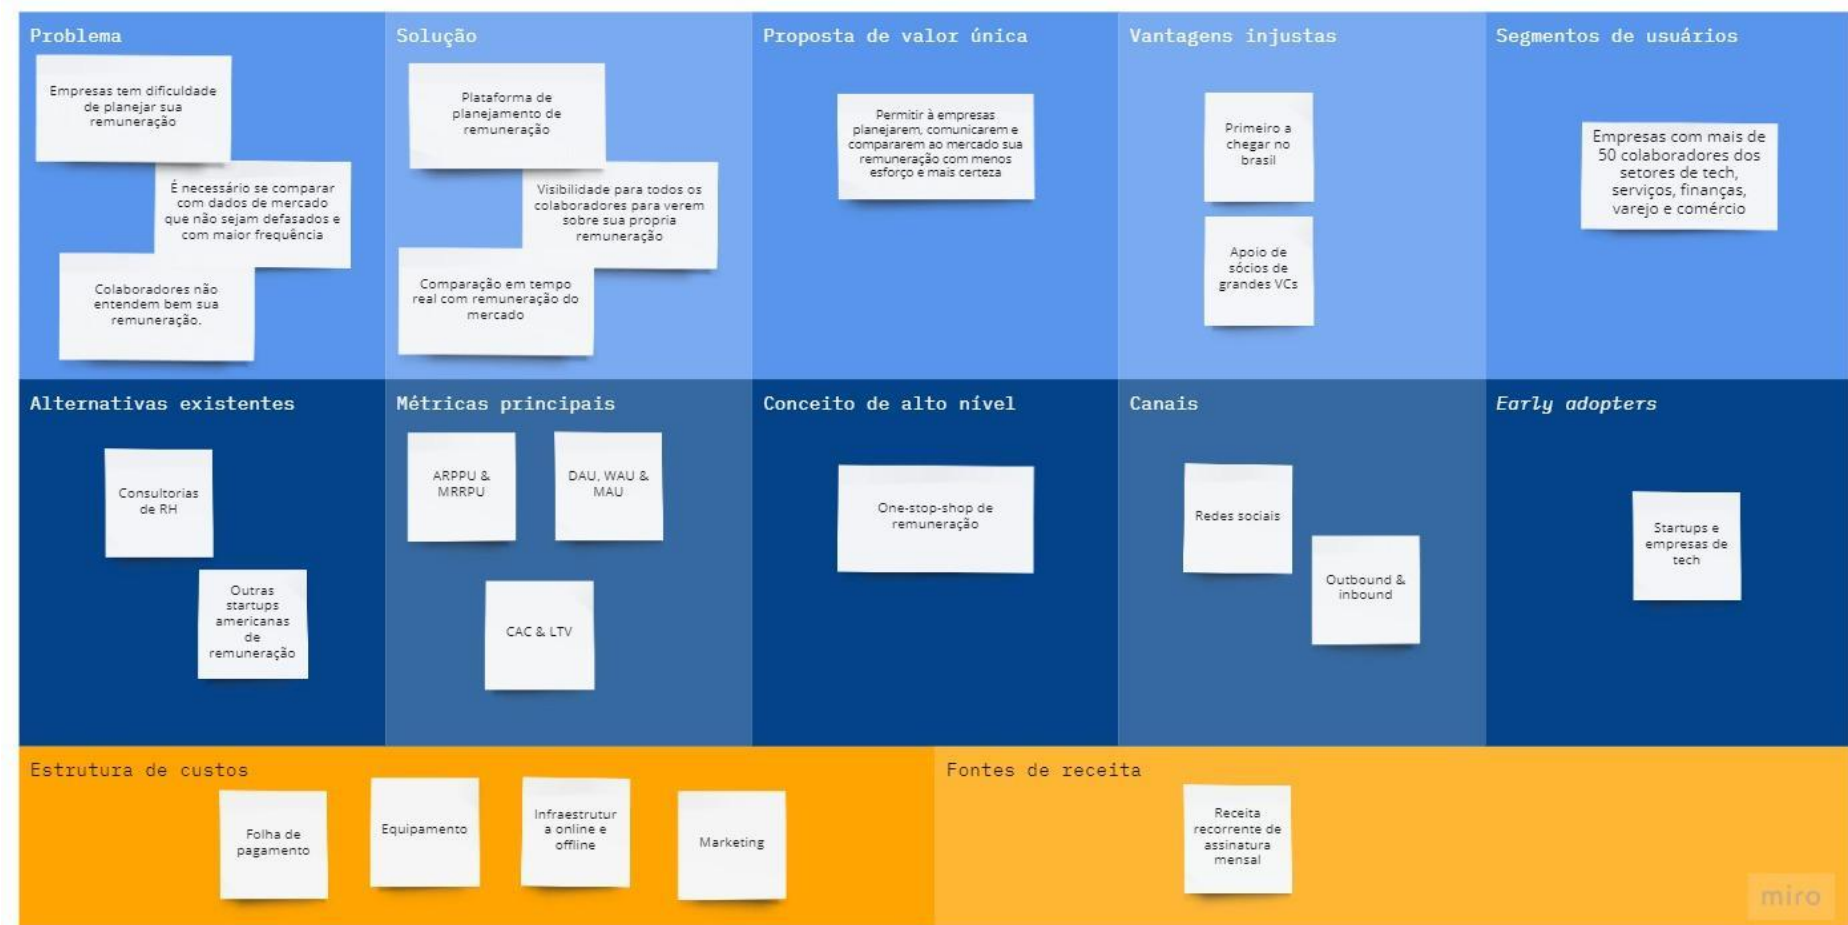 Problema
Empresas tem dificuldade
de planejar sua
remuneração
É necessário se comparar
com dados de mercado
que não sejam defasados e
com maior frequência
Colaboradores não
entendem bem sua
remuneração.
Solução
Plataforma de
planejamento de
remuneração
Visibilidade para todos os
colaboradores para verem
sobre sua propria
remuneração
Comparação em tempo
real com remuneração do
mercado
Proposta de valor única
Permitir à empresas
planejarem, comunicarem e
compararem ao mercado sua
remuneração com menos
esforço e mais certeza
Vantagens injustas
Primeiro a
chegar no
brasil
Apoio de
sócios de
grandes VCs
Segmentos de usuários
Empresas com mais de
50 colaboradores dos
setores de tech,
serviços, finanças,
varejo e comércio
Alternativas existentes
Consultorias
de RH
Outras
startups
americanas
de
remuneração
Métricas principais
ARPPU &
MRRPU
DAU, WAU &
MAU
CAC & LTV
Conceito de alto nível
One-stop-shop de
remuneração
Canais
Redes sociais
Outbound &
inbound
Early adopters
Startups e
empresas de
tech
Estrutura de custos
Folha de
pagamento
Equipamento
Infraestrutur
a online e
offline
Marketing
Fontes de receita
Receita
recorrente de
assinatura
mensal
miro